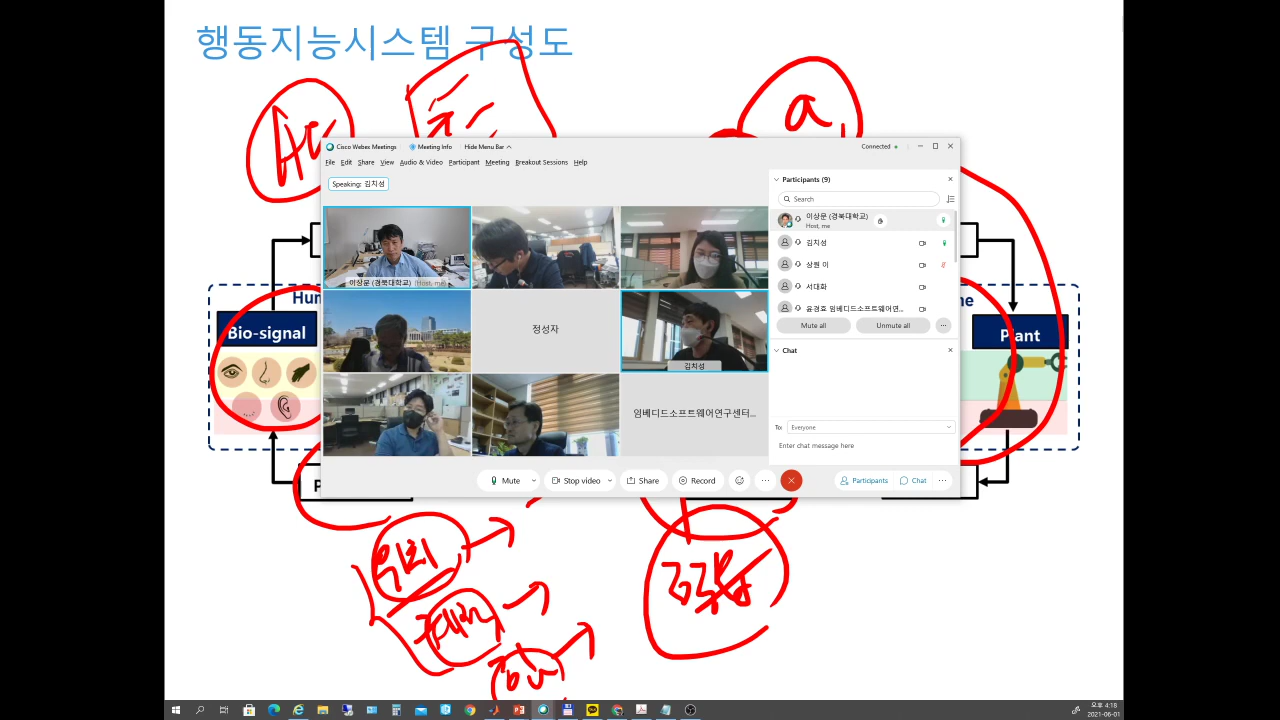 행동지능시스템 구성도
a
Cisco Webex Meetings
Meeting Info
Hide Menu Bar
Connected
File Edit Share View Audio & Video Participant Meeting Breakout Sessions Help
Speaking: 김치성
Participants (9)
Search
이상문 (경북대학교)
Host, me
김치성
상원 이
서대화
윤경효 임베디드소프트웨어연...
Mute all
Unmute all
Chat
To:
Everyone
Enter chat message here
이상문 (경북대학교) (Host, me)
정성자
김치성
임베디드소프트웨어연구센터...
Mute
Stop video
Share
Record
Participants
Chat
Bio-signal
Plant
오후 4:18
2021-06-01